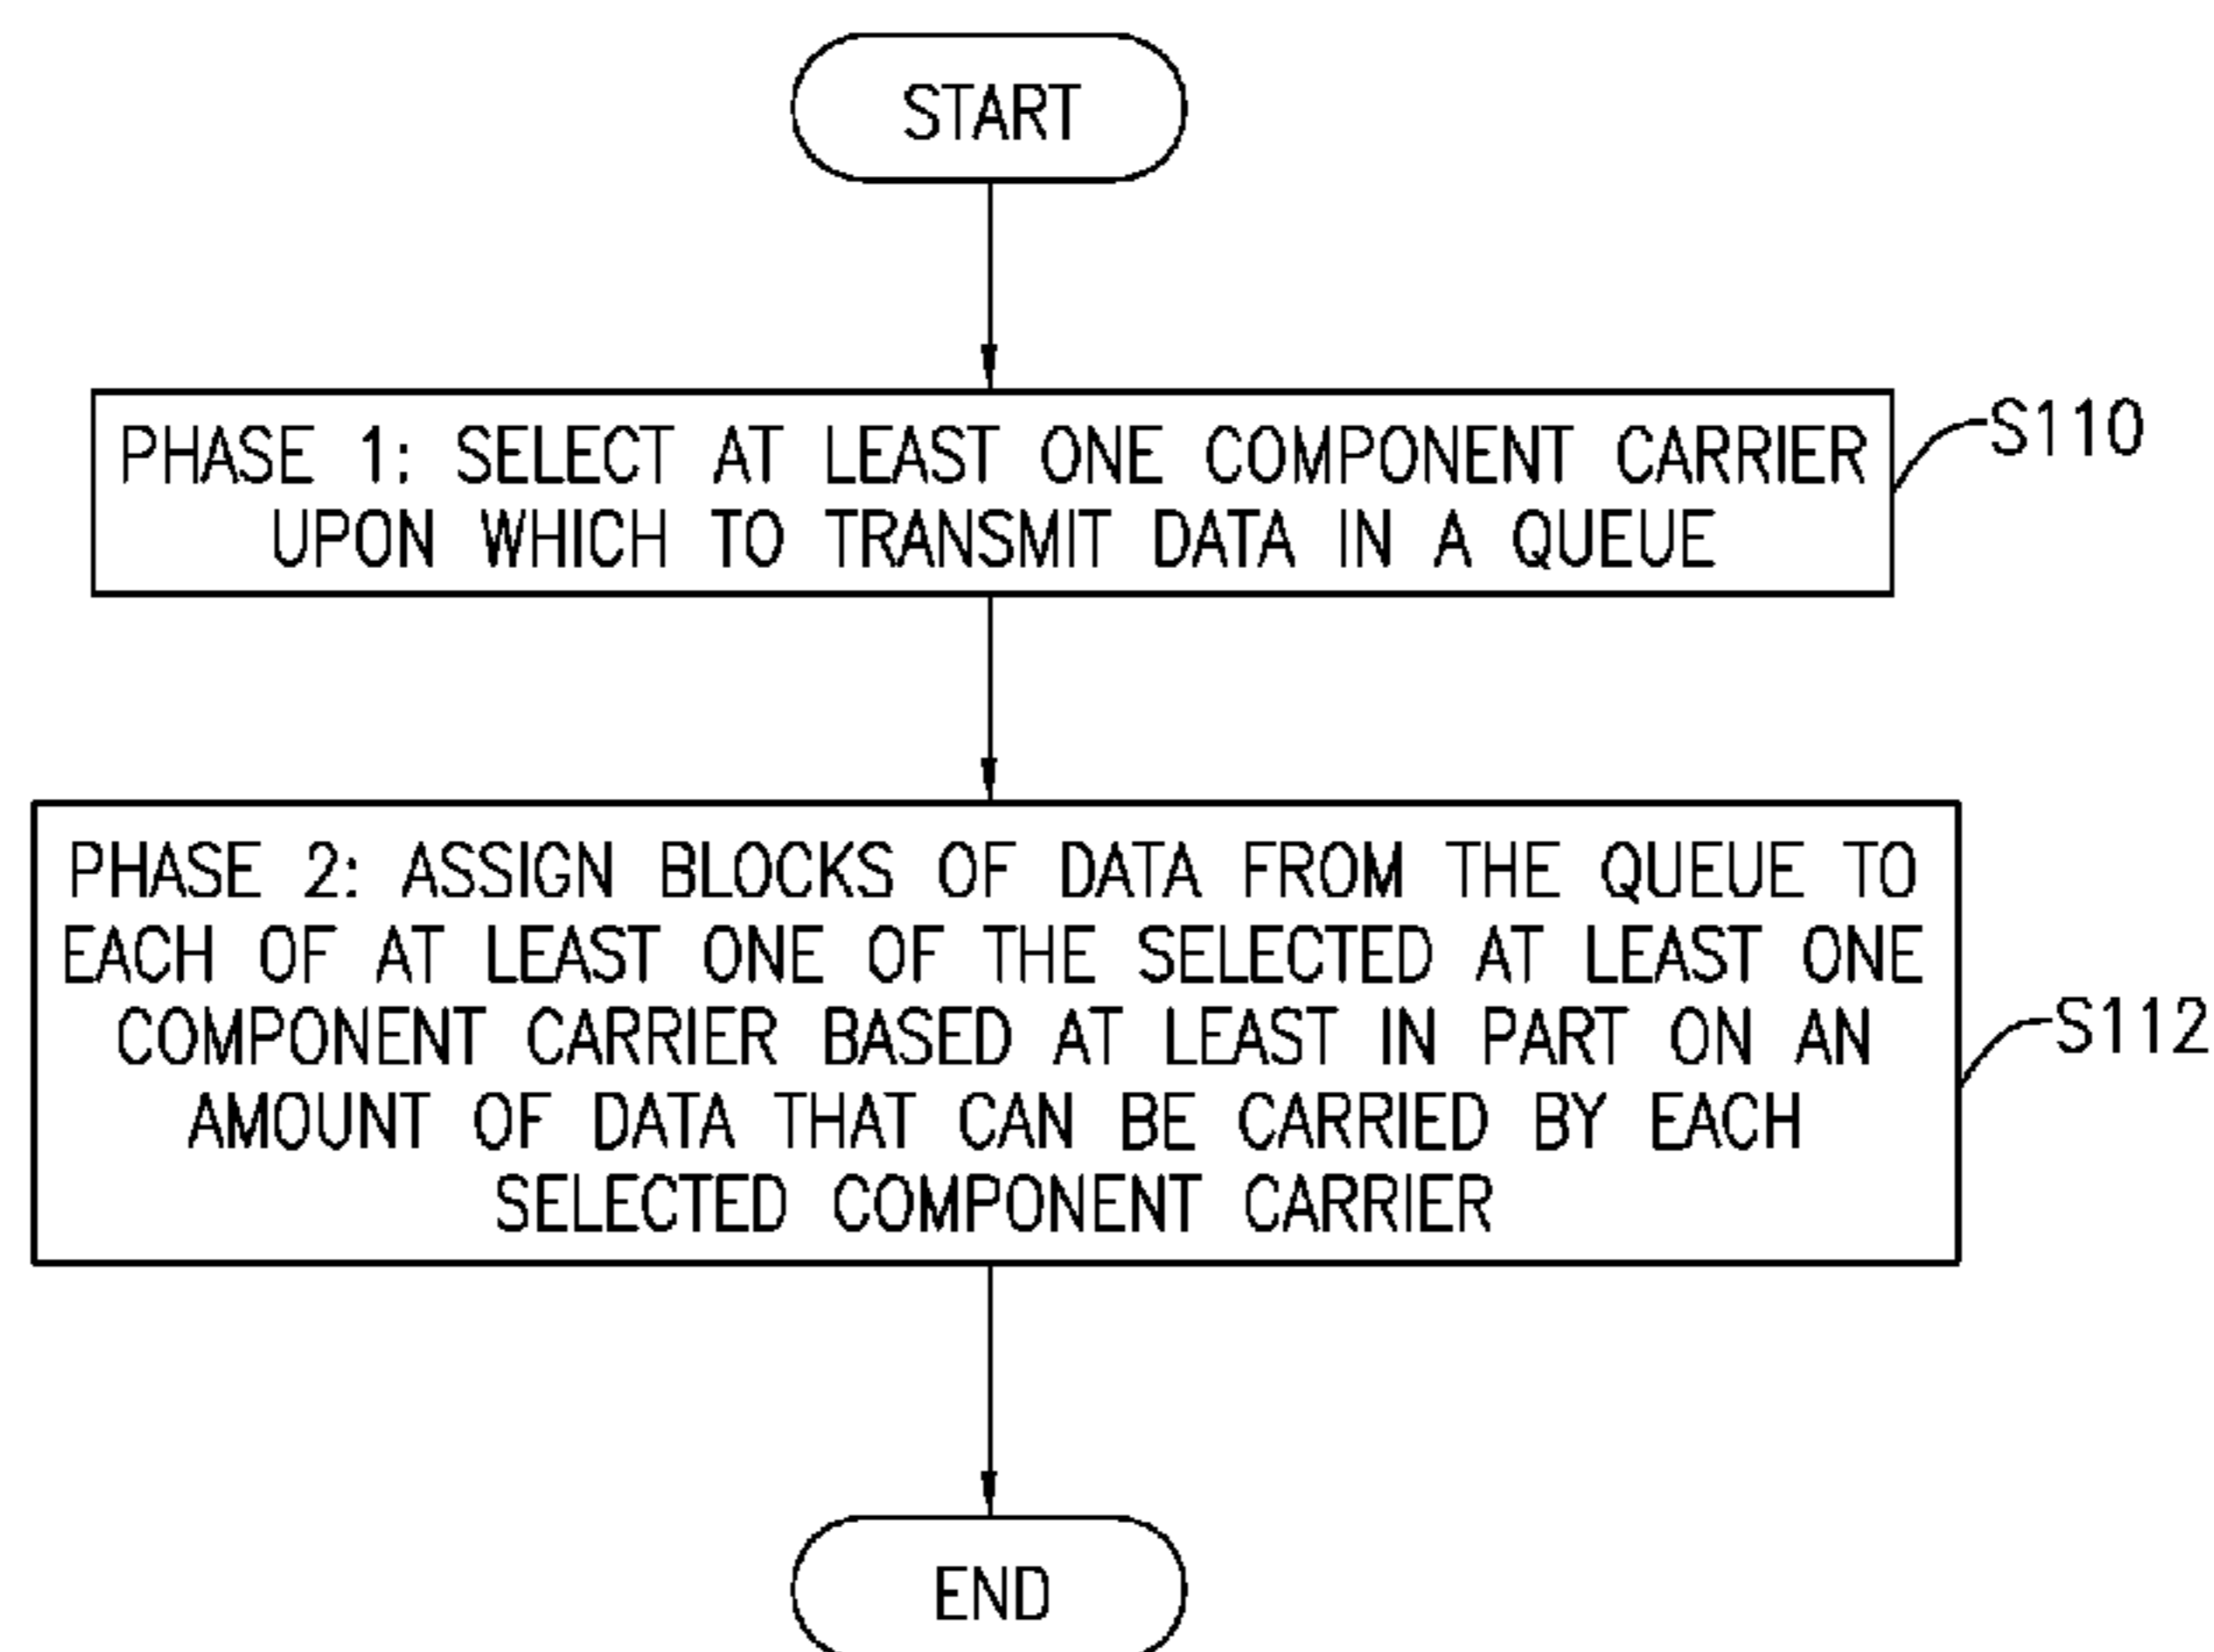 START
PHASE 1: SELECT AT LEAST ONE COMPONENT CARRIER
UPON WHICH TO TRANSMIT DATA IN A QUEUE
S110
PHASE 2: ASSIGN BLOCKS OF DATA FROM THE QUEUE TO
EACH OF AT LEAST ONE OF THE SELECTED AT LEAST ONE
COMPONENT CARRIER BASED AT LEAST IN PART ON AN
AMOUNT OF DATA THAT CAN BE CARRIED BY EACH
SELECTED COMPONENT CARRIER
S112
END